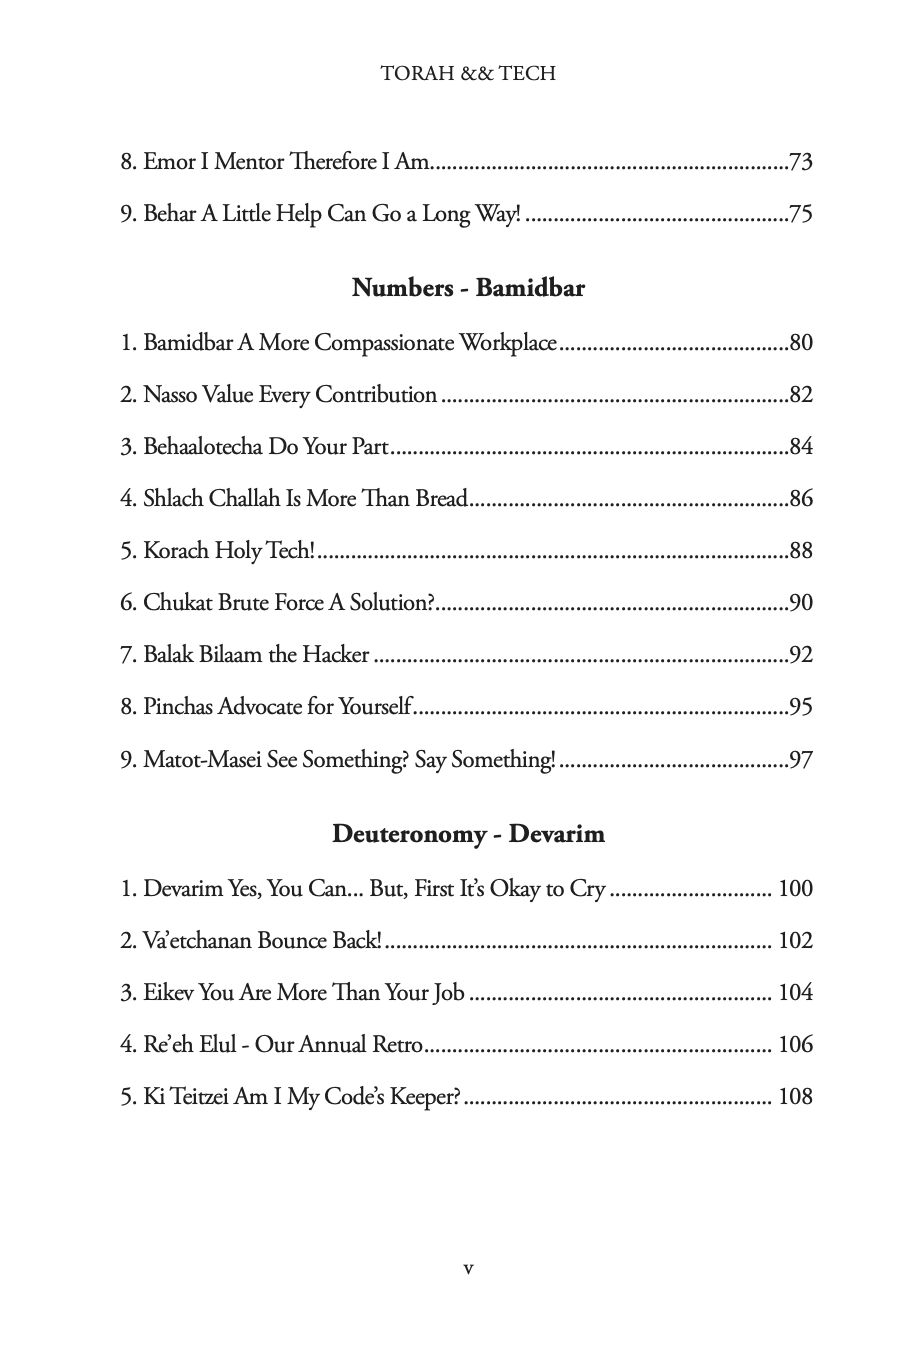 TORAH && TECH
8. Emor I Mentor Therefore I Am................................................................73
9. Behar A Little Help Can Go a Long Way! ...............................................75
Numbers - Bamidbar
1. Bamidbar A More Compassionate Workplace.........................................80
2. Nasso Value Every Contribution ..............................................................82
3. Behaalotecha Do Your Part.......................................................................84
4. Shlach Challah Is More Than Bread.........................................................86
5. Korach Holy Tech!....................................................................................88
6. Chukat Brute Force A Solution?...............................................................90
7. Balak Bilaam the Hacker ..........................................................................92
8. Pinchas Advocate for Yourself...................................................................95
9. Matot-Masei See Something? Say Something!.........................................97
Deuteronomy - Devarim
1. Devarim Yes, You Can... But, First It’s Okay to Cry ............................. 100
2. Va’etchanan Bounce Back!..................................................................... 102
3. Eikev You Are More Than Your Job ...................................................... 104
4. Re’eh Elul - Our Annual Retro.............................................................. 106
5. Ki Teitzei Am I My Code’s Keeper?....................................................... 108
v